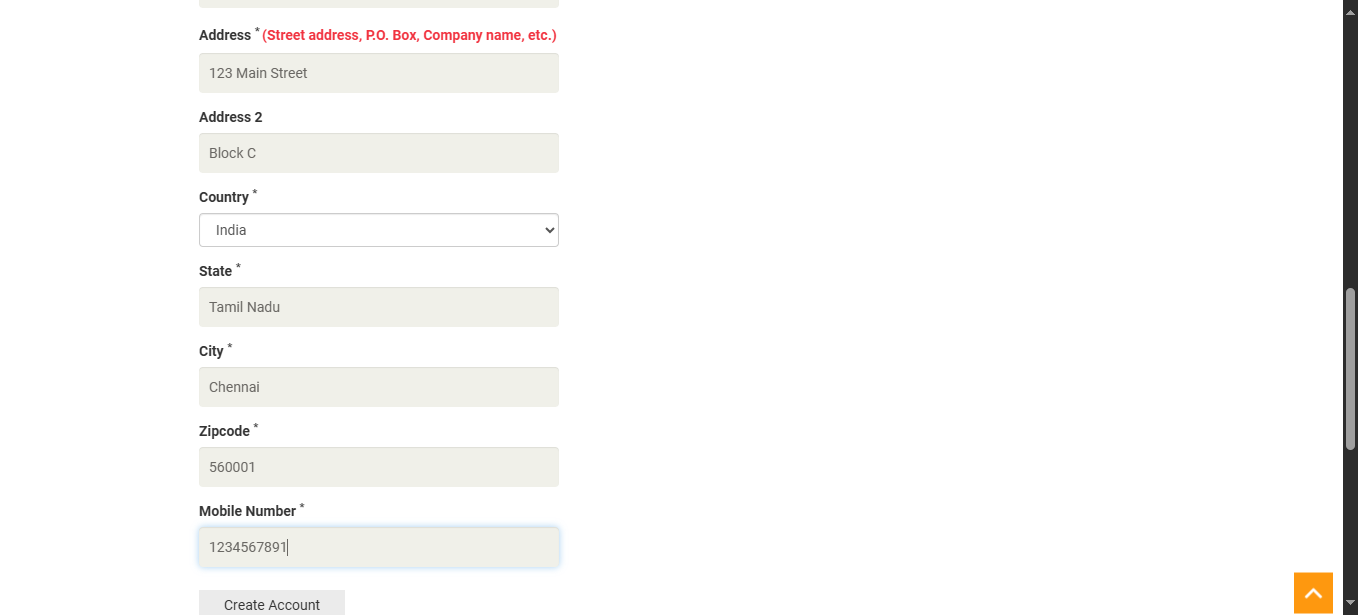 Address * (Street address, P.O. Box, Company name, etc.)
123 Main Street
Address 2
Block C
Country *
India
State *
Tamil Nadu
City *
Chennai
Zipcode *
560001
Mobile Number *
1234567891
Create Account